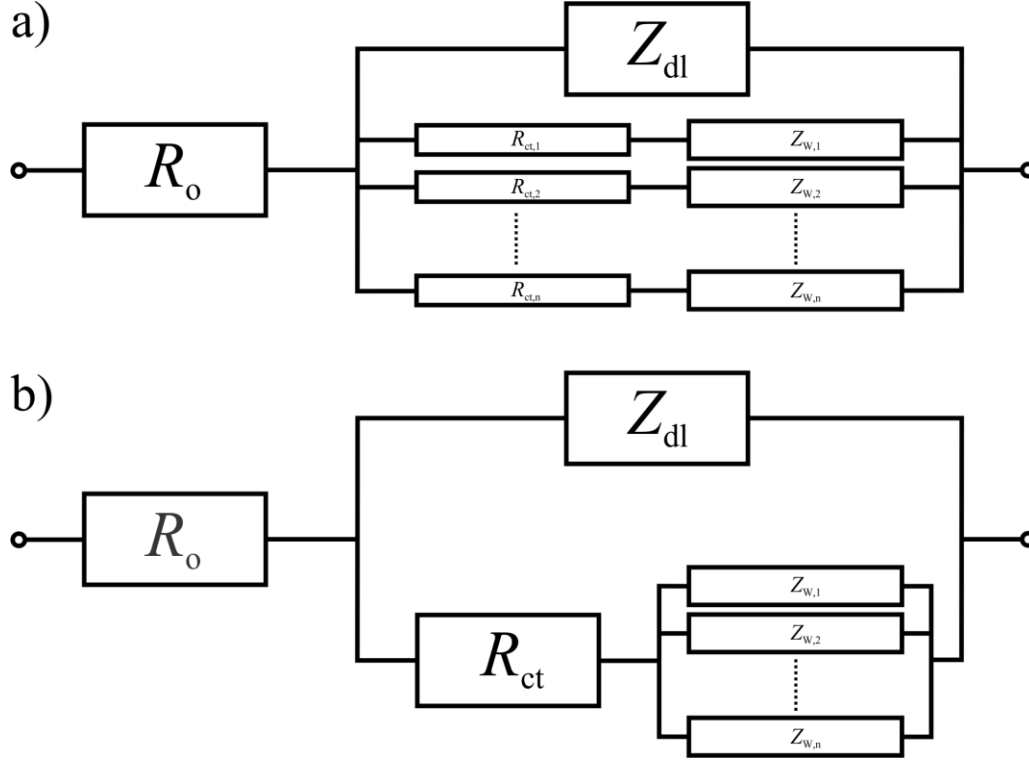 a)
Z_dl
R_o
R_ct,1 Z_W,1
R_ct,2 Z_W,2
R_ct,n Z_W,n
b)
Z_dl
R_o
Z_W,1
Z_W,2
R_ct
Z_W,n